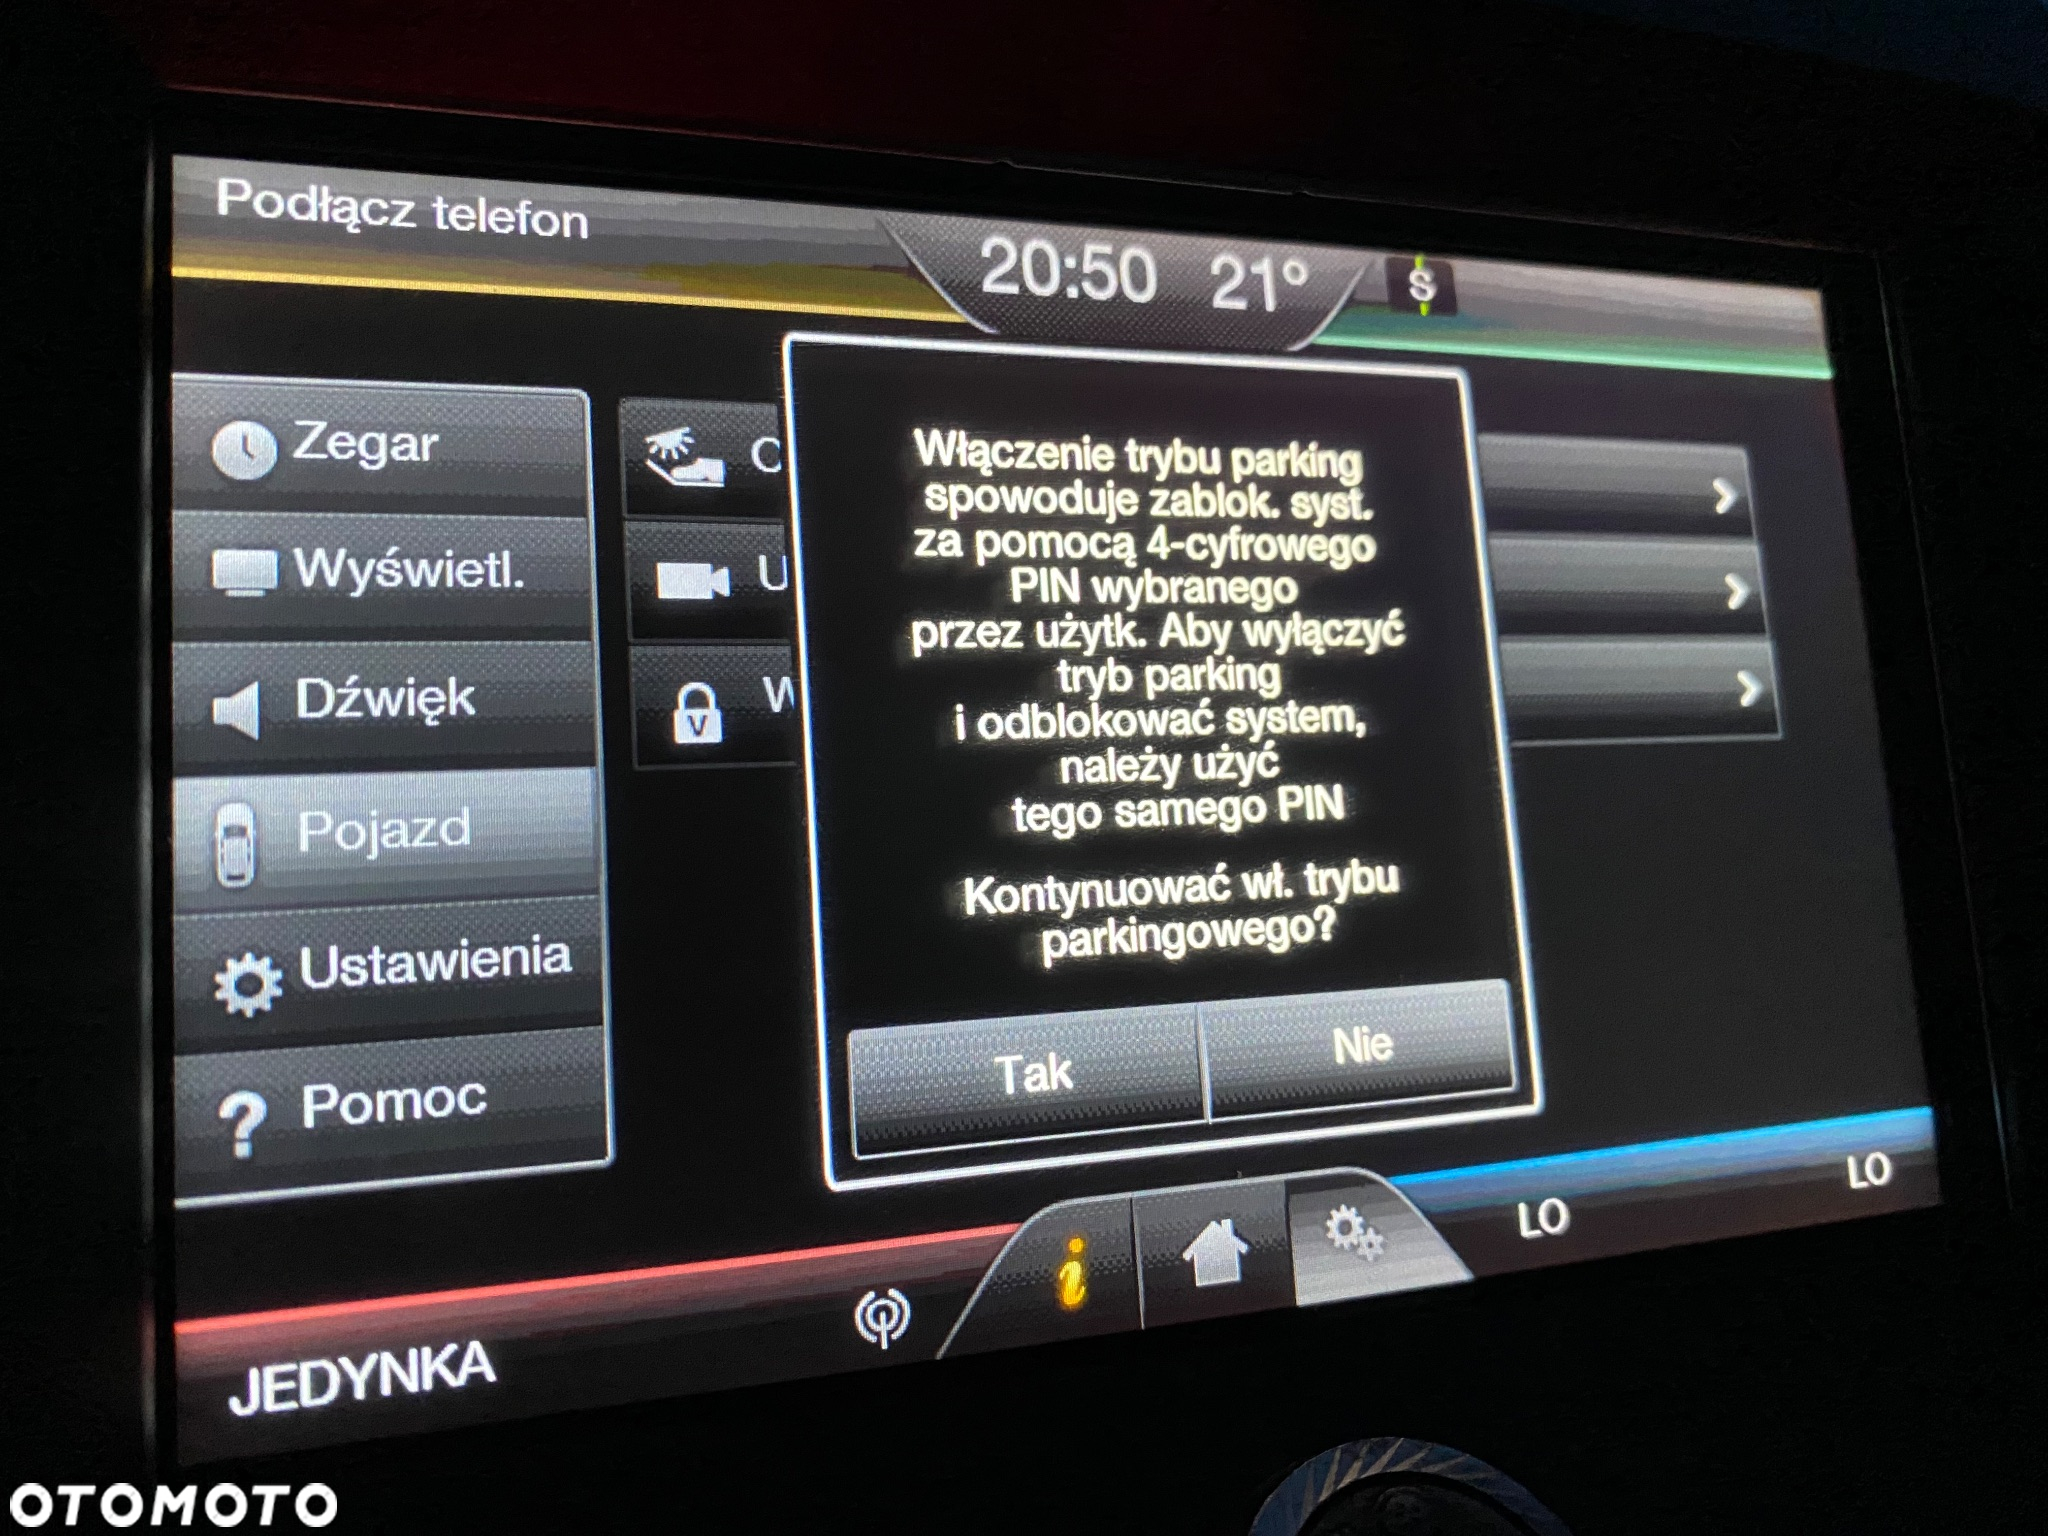 Podłącz telefon
20:50 21°
S
Zegar
Wyświetl.
Dźwięk
Pojazd
Ustawienia
Pomoc
V
Włączenie trybu parking
spowoduje zablok. syst.
za pomocą 4-cyfrowego
PIN wybranego
przez użytk. Aby wyłączyć
tryb parking
i odblokować system,
należy użyć
tego samego PIN
Kontynuować wł. trybu
parkingowego?
Tak
Nie
LO
LO
JEDYNKA
OTOMOTO